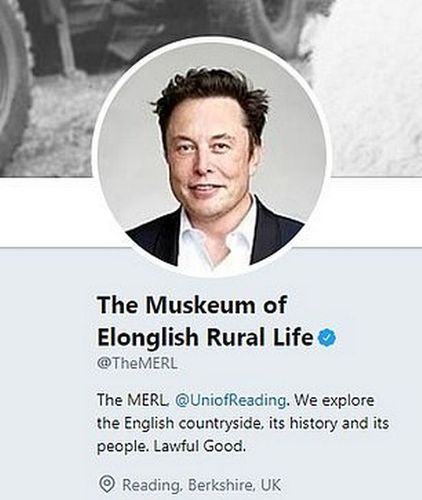 The Muskeum of
Elonglish Rural Life
@TheMERL
The MERL, @UniofReading. We explore
the English countryside, its history and its
people. Lawful Good.
Reading, Berkshire, UK